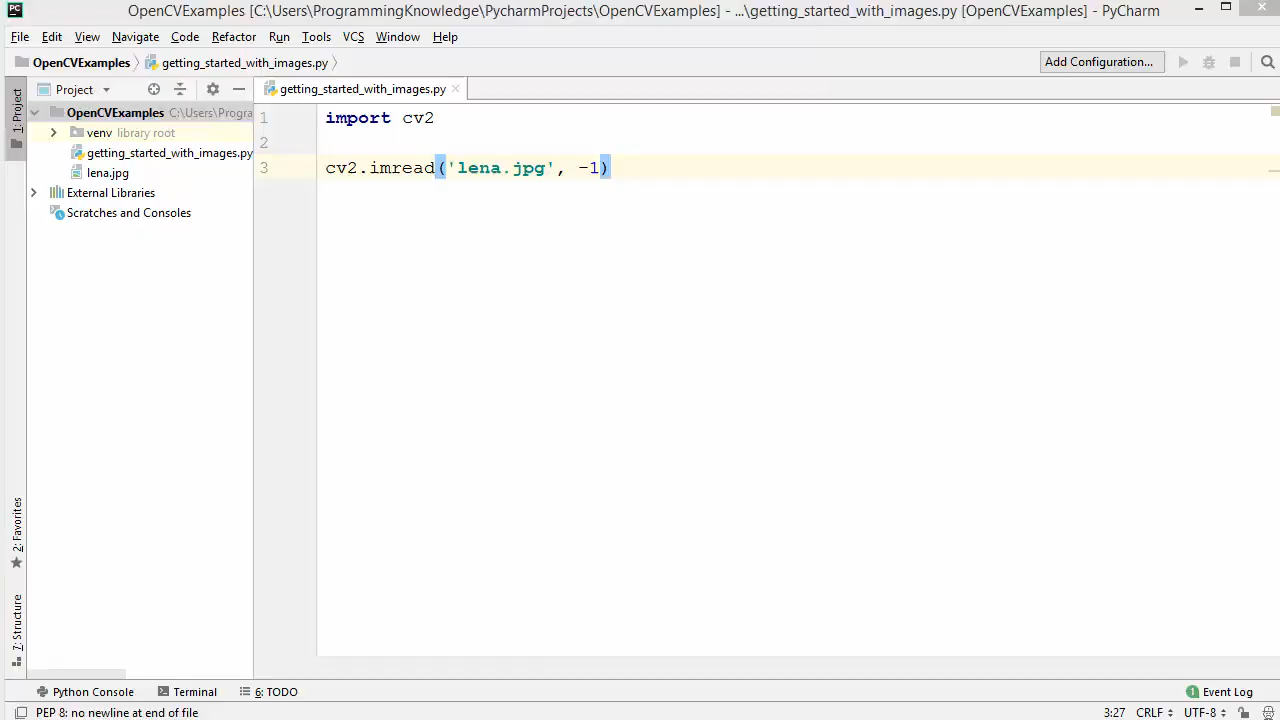 OpenCVExamples [C:\Users\ProgrammingKnowledge\PycharmProjects\OpenCVExamples] - ...\getting_started_with_images.py [OpenCVExamples] - PyCharm
File Edit View Navigate Code Refactor Run Tools VCS Window Help
OpenCVExamples getting_started_with_images.py Add Configuration...
1: Project
Project
getting_started_with_images.py
OpenCVExamples C:\Users\Progra
venv library root
getting_started_with_images.py
lena.jpg
External Libraries
Scratches and Consoles
1 import cv2
2
3 cv2.imread('lena.jpg', -1)
2: Favorites
7: Structure
Python Console Terminal 6: TODO 1 Event Log
PEP 8: no newline at end of file 3:27 CRLF UTF-8